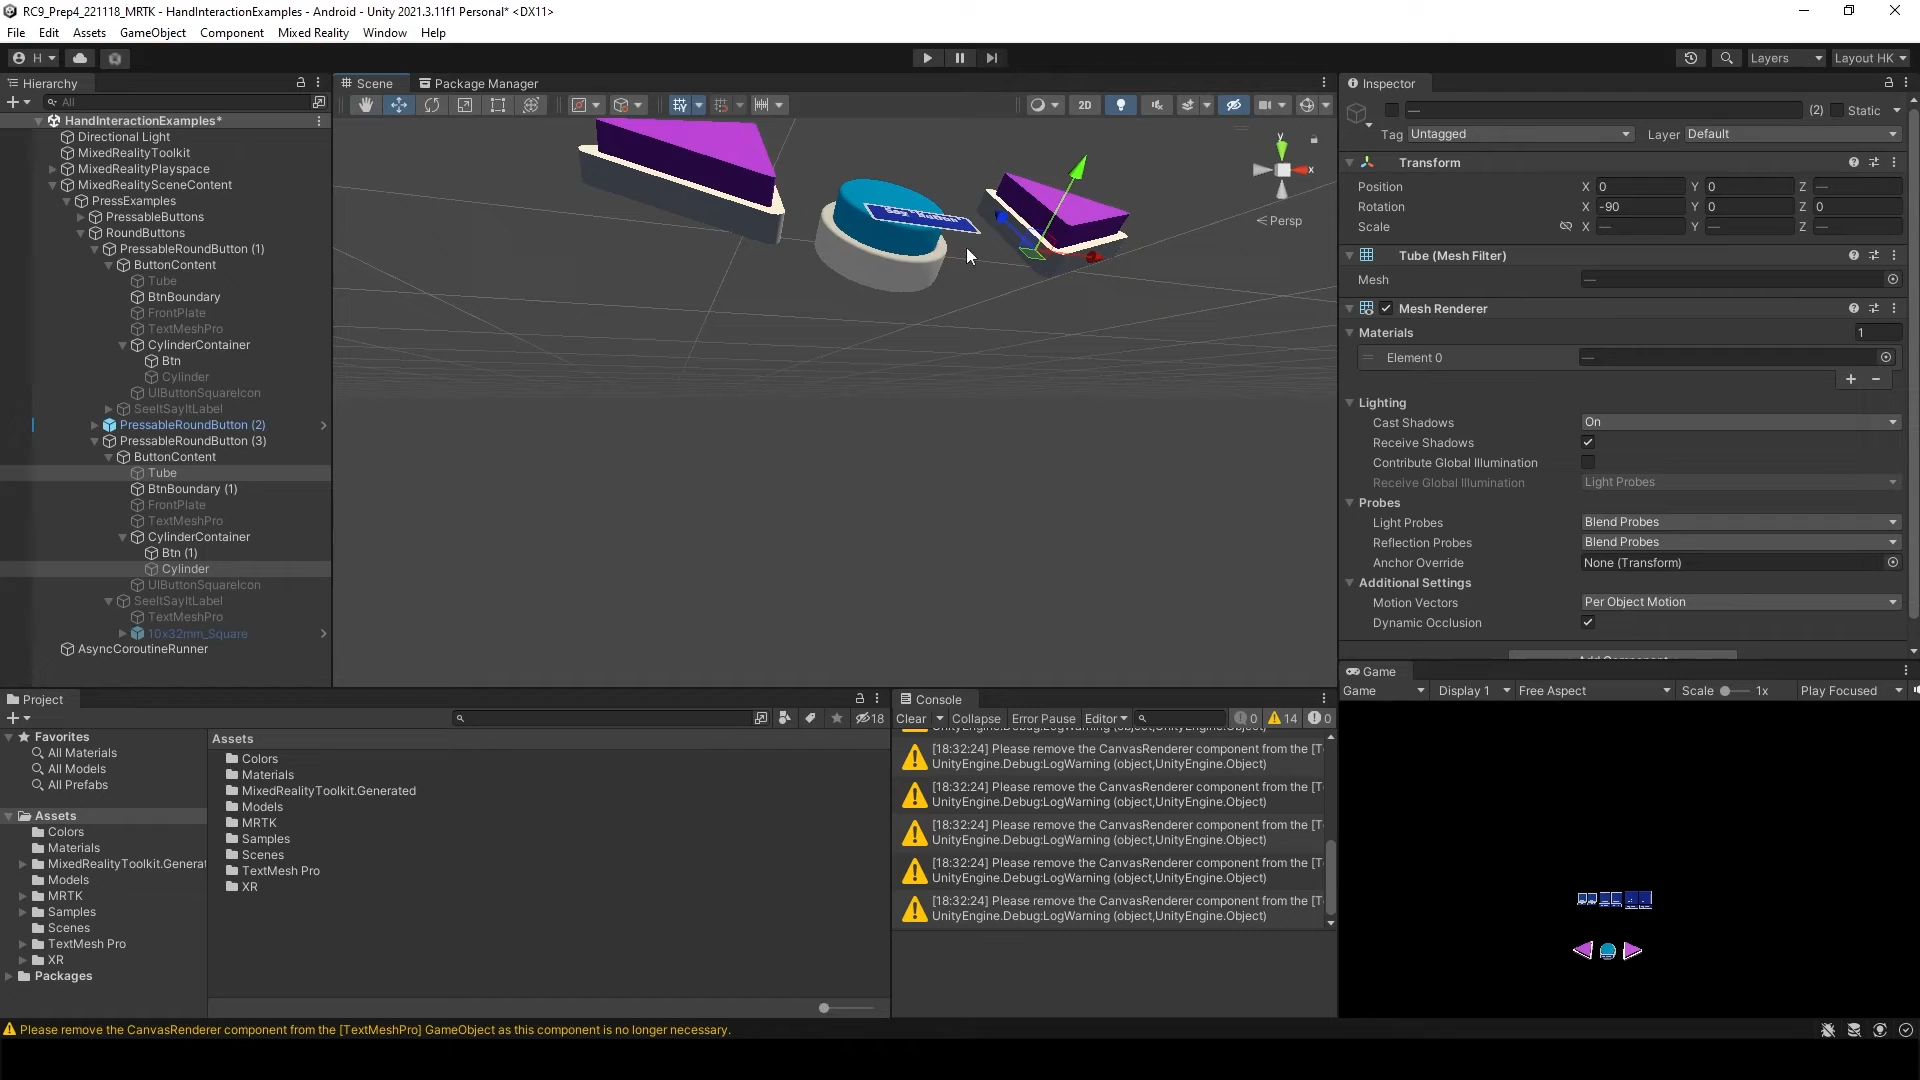 RC9_Prep4_221118_MRTK - HandInteractionExamples - Android - Unity 2021.3.11f1 Personal* <DX11>
File Edit Assets GameObject Component Mixed Reality Window Help
H Layers Layout HK
Hierarchy
All
HandInteractionExamples*
Directional Light
MixedRealityToolkit
MixedRealityPlayspace
MixedRealitySceneContent
PressExamples
PressableButtons
RoundButtons
PressableRoundButton (1)
ButtonContent
Tube
BtnBoundary
FrontPlate
TextMeshPro
CylinderContainer
Btn
Cylinder
UIButtonSquareIcon
SeeItSayItLabel
PressableRoundButton (2)
PressableRoundButton (3)
ButtonContent
Tube
BtnBoundary (1)
FrontPlate
TextMeshPro
CylinderContainer
Btn (1)
Cylinder
UIButtonSquareIcon
SeeItSayItLabel
TextMeshPro
10x32mm_Square
AsyncCoroutineRunner
Scene Package Manager
2D
Say "Button"
y
x
Persp
Inspector
— (2) Static
Tag Untagged Layer Default
Transform
Position X 0 Y 0 Z —
Rotation X -90 Y 0 Z 0
Scale X — Y — Z —
Tube (Mesh Filter)
Mesh —
Mesh Renderer
Materials 1
Element 0 —
Lighting
Cast Shadows On
Receive Shadows
Contribute Global Illumination
Receive Global Illumination Light Probes
Probes
Light Probes Blend Probes
Reflection Probes Blend Probes
Anchor Override None (Transform)
Additional Settings
Motion Vectors Per Object Motion
Dynamic Occlusion
Game
Game Display 1 Free Aspect Scale 1x Play Focused
Project
18
Favorites
All Materials
All Models
All Prefabs
Assets
Colors
Materials
MixedRealityToolkit.Generat
Models
MRTK
Samples
Scenes
TextMesh Pro
XR
Packages
Assets
Colors
Materials
MixedRealityToolkit.Generated
Models
MRTK
Samples
Scenes
TextMesh Pro
XR
Console
Clear Collapse Error Pause Editor 0 14 0
UnityEngine.Debug:LogWarning (object,UnityEngine.Object)
[18:32:24] Please remove the CanvasRenderer component from the [T
UnityEngine.Debug:LogWarning (object,UnityEngine.Object)
[18:32:24] Please remove the CanvasRenderer component from the [T
UnityEngine.Debug:LogWarning (object,UnityEngine.Object)
[18:32:24] Please remove the CanvasRenderer component from the [T
UnityEngine.Debug:LogWarning (object,UnityEngine.Object)
[18:32:24] Please remove the CanvasRenderer component from the [T
UnityEngine.Debug:LogWarning (object,UnityEngine.Object)
[18:32:24] Please remove the CanvasRenderer component from the [T
UnityEngine.Debug:LogWarning (object,UnityEngine.Object)
Please remove the CanvasRenderer component from the [TextMeshPro] GameObject as this component is no longer necessary.